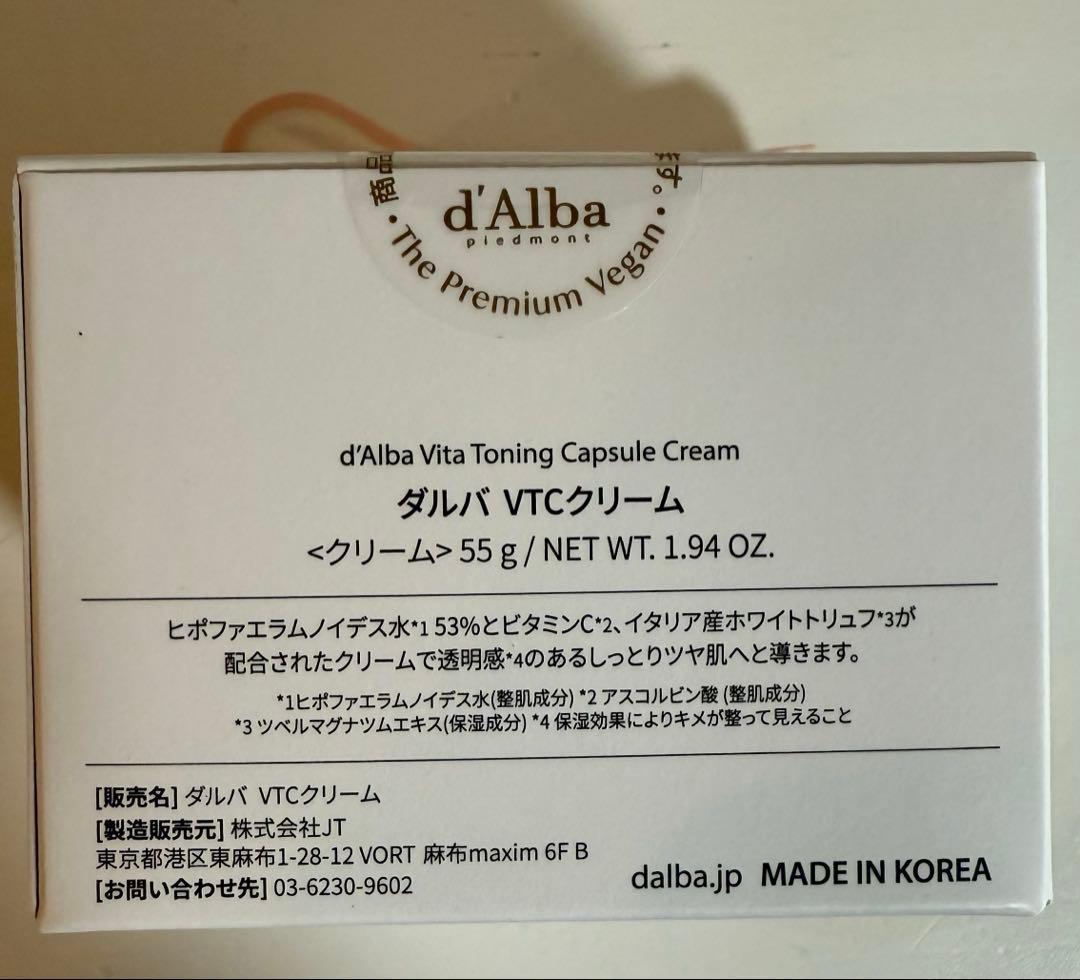 商品
ます。
d'Alba
piedmont
• The Premium Vegan •
d'Alba Vita Toning Capsule Cream
ダルバ VTCクリーム
<クリーム> 55 g / NET WT. 1.94 OZ.
ヒポファエラムノイデス水*1 53%とビタミンC*2、イタリア産ホワイトトリュフ*3が
配合されたクリームで透明感*4のあるしっとりツヤ肌へと導きます。
*1ヒポファエラムノイデス水(整肌成分) *2 アスコルビン酸 (整肌成分)
*3 ツベルマグナツムエキス(保湿成分) *4 保湿効果によりキメが整って見えること
[販売名] ダルバ VTCクリーム
[製造販売元] 株式会社JT
東京都港区東麻布1-28-12 VORT 麻布maxim 6F B
[お問い合わせ先] 03-6230-9602
dalba.jp MADE IN KOREA